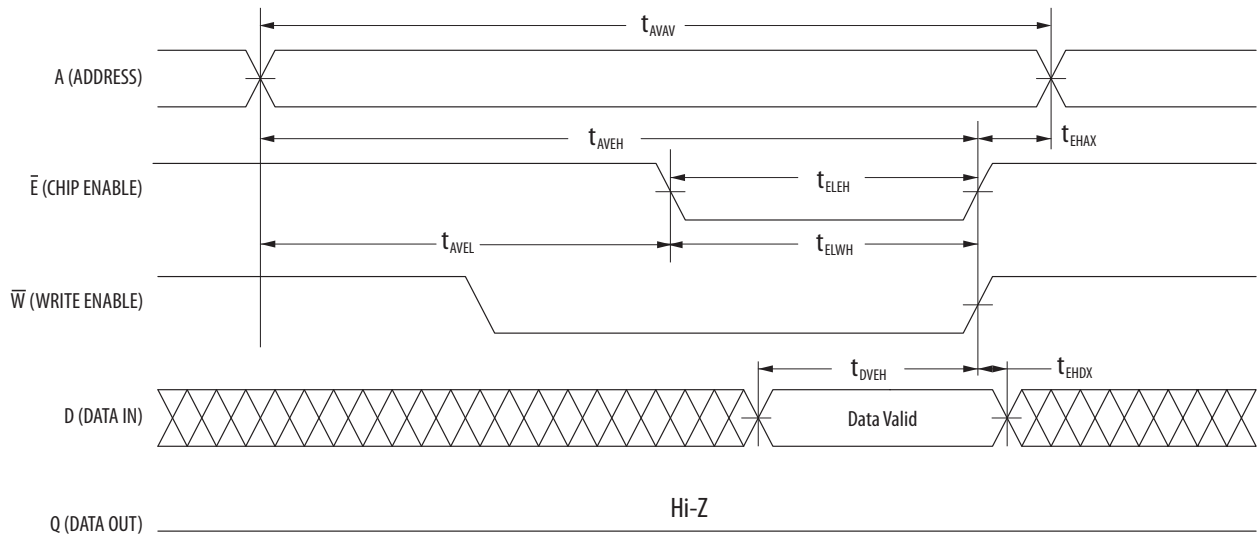 tAVAV
A (ADDRESS)
tAVEH
tEHAX
E̅ (CHIP ENABLE)
tELEH
tAVEL
tELWH
W̅ (WRITE ENABLE)
tDVEH
tEHDX
D (DATA IN)
Data Valid
Hi-Z
Q (DATA OUT)